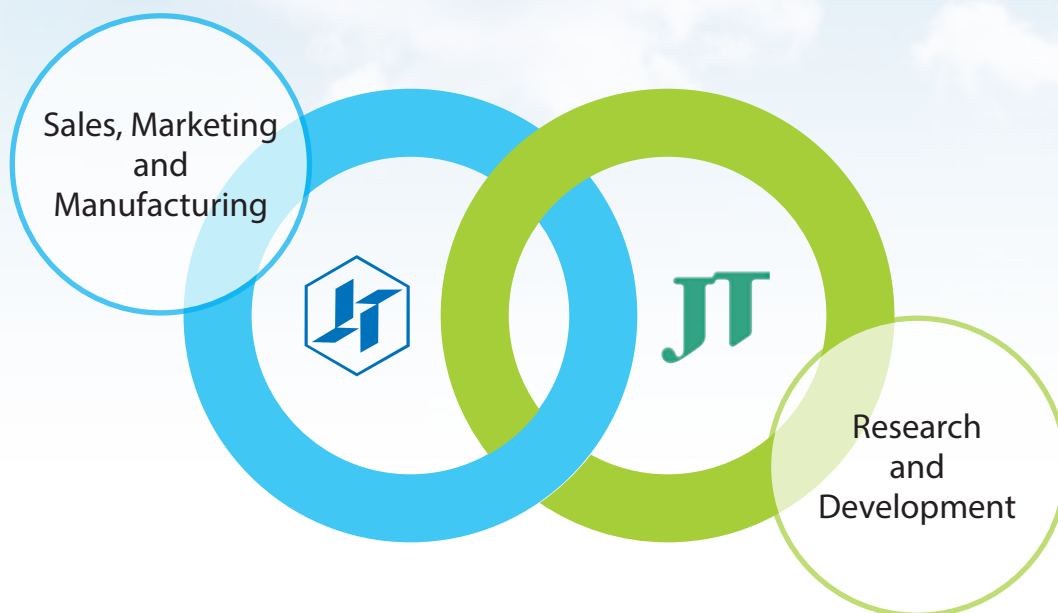 Sales, Marketing
and
Manufacturing
JT
Research
and
Development